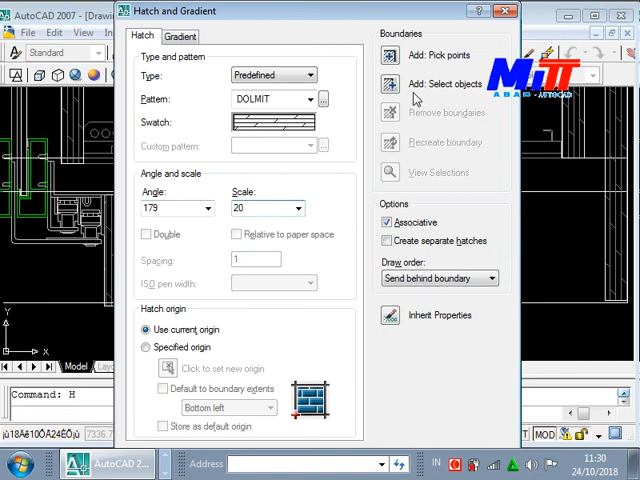 AutoCAD 2007 - [Drawin
Hatch and Gradient
File Edit View
Standard
Hatch Gradient
Type and pattern
Type: Predefined
Pattern: DOLMIT ...
Swatch:
Custom pattern: ...
Angle and scale
Angle: Scale:
179 20
Double Relative to paper space
Spacing: 1
ISO pen width:
Hatch origin
Use current origin
Specified origin
Click to set new origin
Default to boundary extents
Bottom left
Store as default origin
Boundaries
Add: Pick points
Add: Select objects
Remove boundaries
Recreate boundary
View Selections
Options
Associative
Create separate hatches
Draw order:
Send behind boundary
Inherit Properties
ABAD-AUTOCAD
Y
X
Model Layo
Command: H
7336.7
T MOD
AutoCAD 2...
Address
IN
11:30
24/10/2018